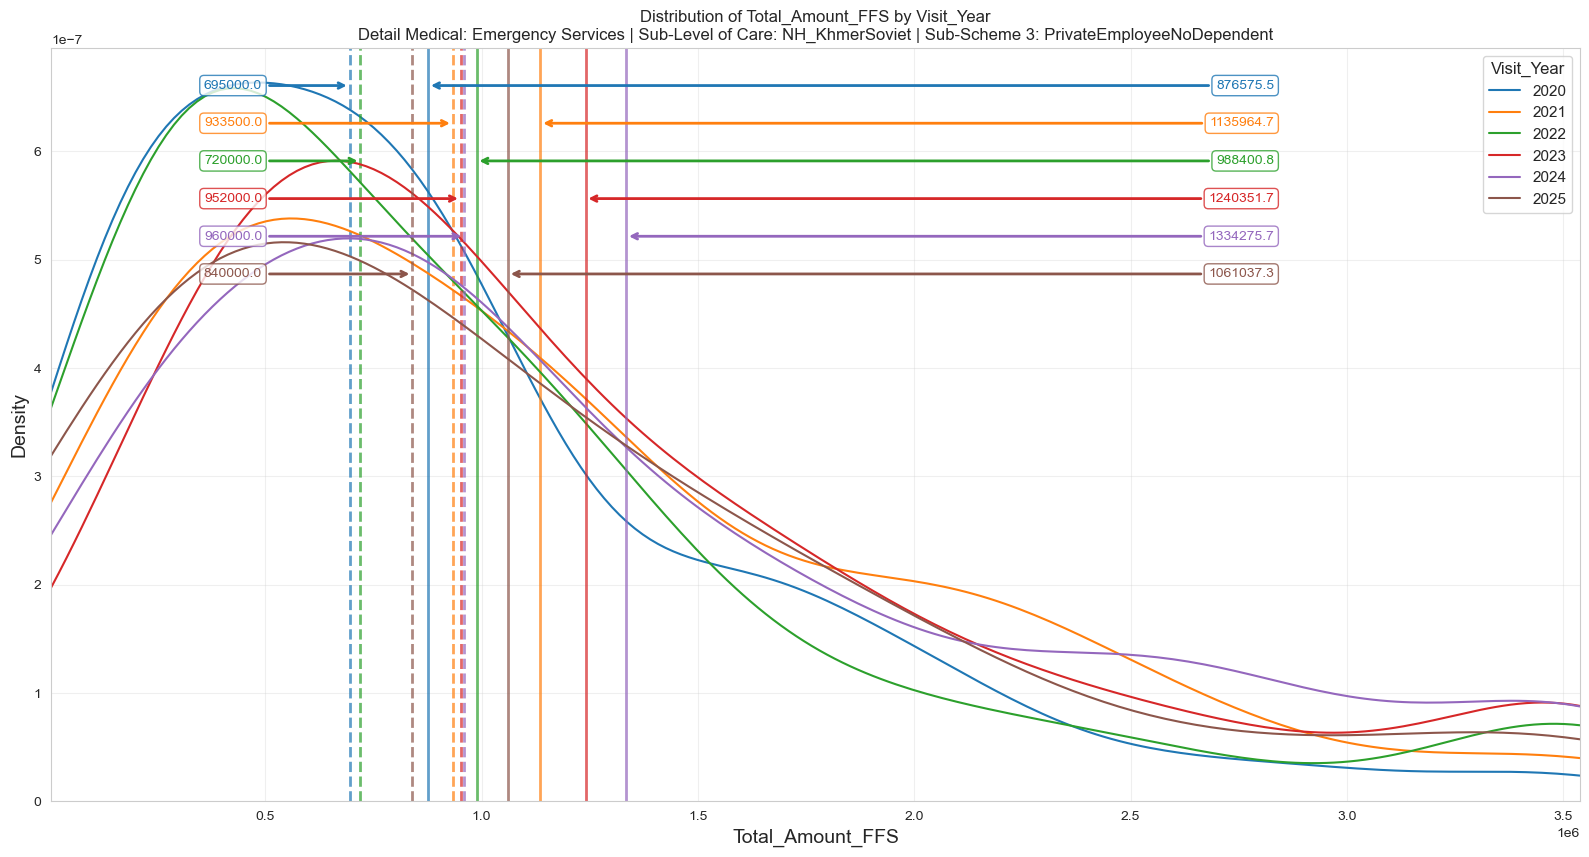 Distribution of Total_Amount_FFS by Visit_Year
Detail Medical: Emergency Services | Sub-Level of Care: NH_KhmerSoviet | Sub-Scheme 3: PrivateEmployeeNoDependent
1e−7
Visit_Year
2020
2021
2022
2023
2024
2025
695000.0 876575.5
933500.0 1135964.7
720000.0 988400.8
952000.0 1240351.7
960000.0 1334275.7
840000.0 1061037.3
6
5
4
3
2
1
0
Density
0.5 1.0 1.5 2.0 2.5 3.0 3.5
1e6
Total_Amount_FFS